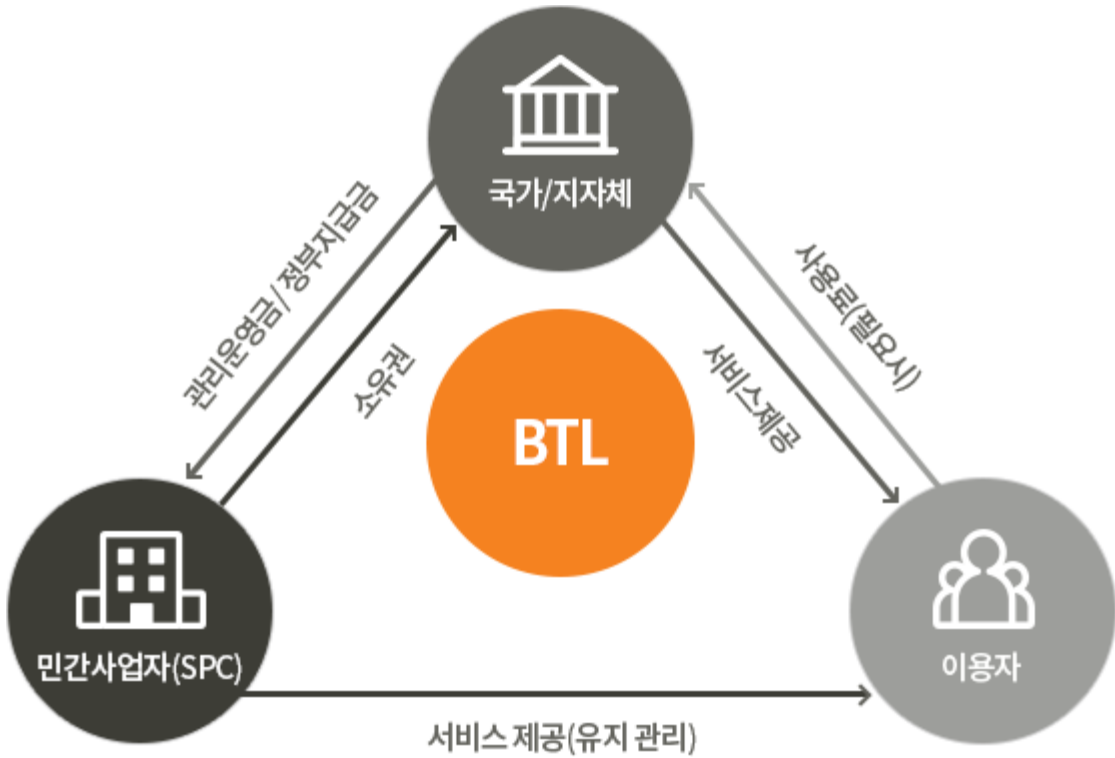 국가/지자체
관리운영금/ 정부지급금
소유권
사용료(필요시)
서비스제공
BTL
민간사업자(SPC)
이용자
서비스 제공(유지 관리)